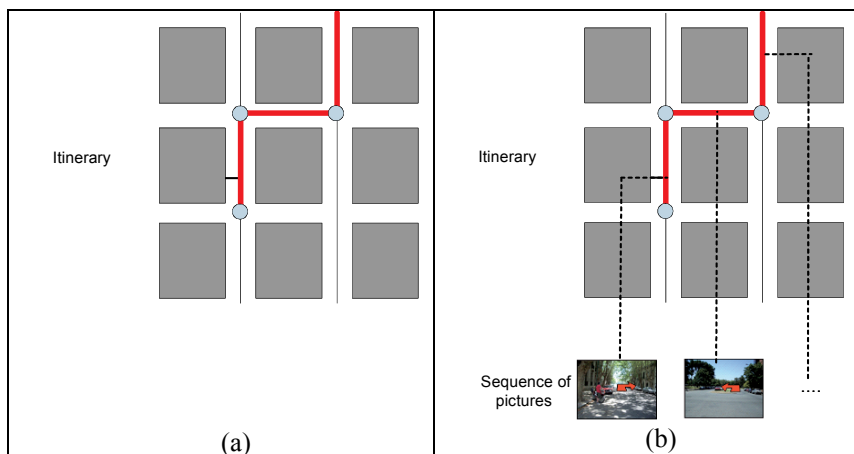 Itinerary
(a)
Itinerary
Sequence of
pictures
....
(b)